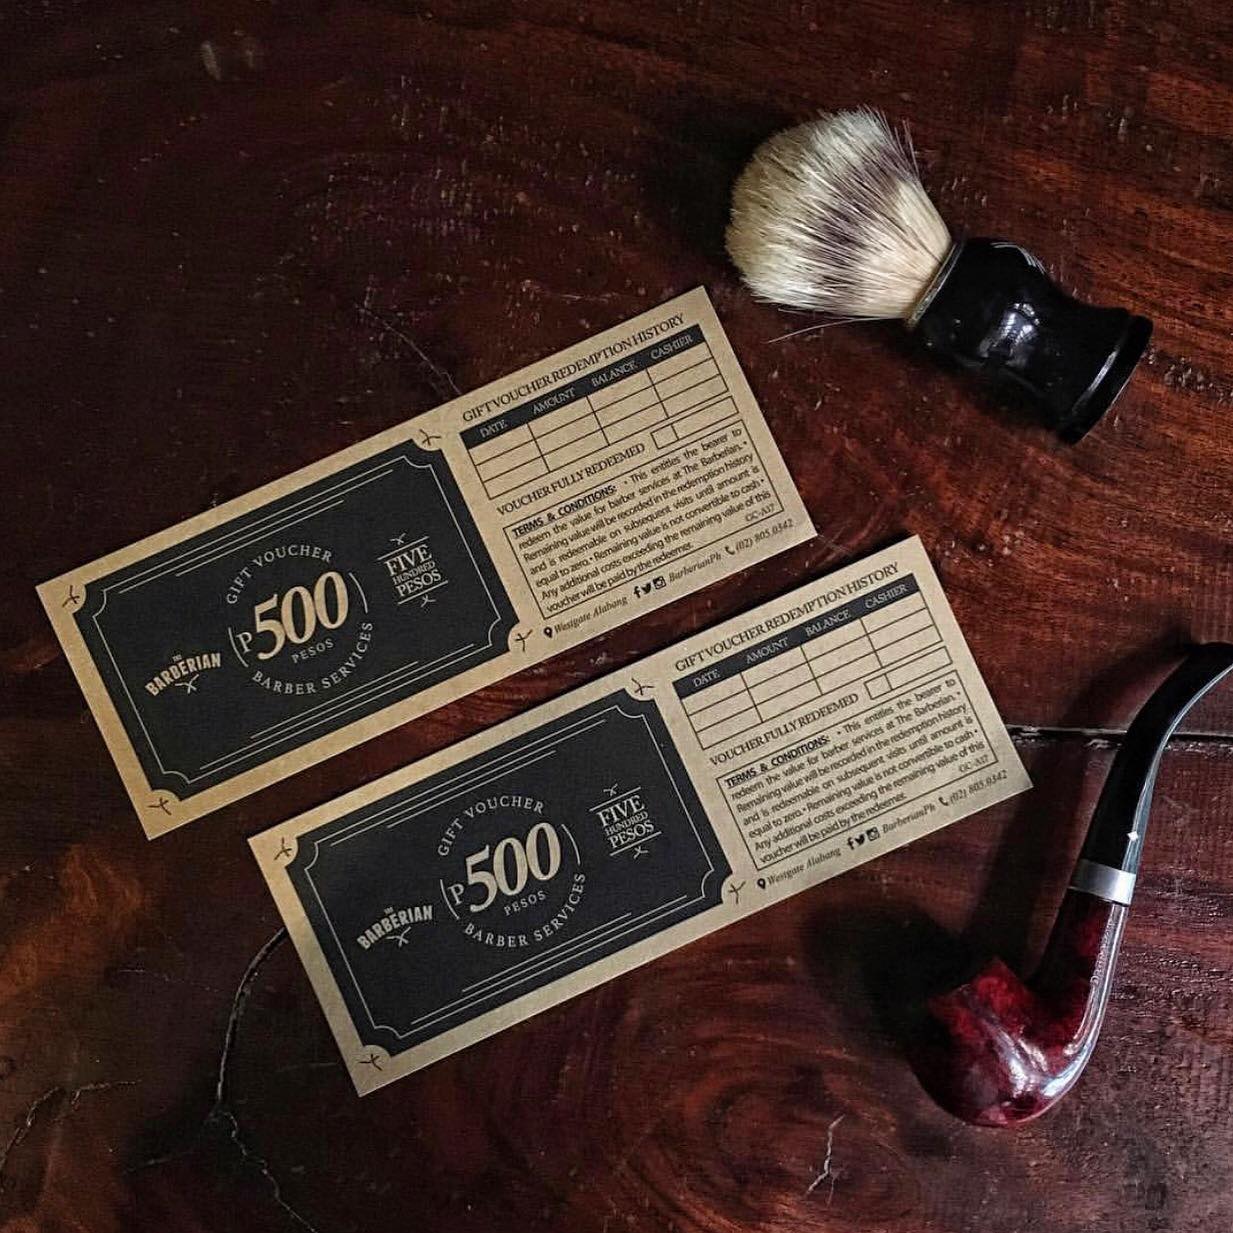 GIFT VOUCHER
(P500)
PESOS
BARBER SERVICES
THE
BARBERIAN
FIVE
HUNDRED
PESOS
GIFT VOUCHER REDEMPTION HISTORY
DATE AMOUNT BALANCE CASHIER
VOUCHER FULLY REDEEMED
TERMS & CONDITIONS: • This entitles the bearer to
redeem the value for barber services at The Barberian. •
Remaining value will be recorded in the redemption history
and is redeemable on subsequent visits until amount is
equal to zero. • Remaining value is not convertible to cash •
Any additional costs exceeding the remaining value of this
voucher will be paid by the redeemer.
GC-A17
Westgate Alabang BarberianPh (02) 805.0342
GIFT VOUCHER
(P500)
PESOS
BARBER SERVICES
THE
BARBERIAN
FIVE
HUNDRED
PESOS
GIFT VOUCHER REDEMPTION HISTORY
DATE AMOUNT BALANCE CASHIER
VOUCHER FULLY REDEEMED
TERMS & CONDITIONS: • This entitles the bearer to
redeem the value for barber services at The Barberian. •
Remaining value will be recorded in the redemption history
and is redeemable on subsequent visits until amount is
equal to zero. • Remaining value is not convertible to cash •
Any additional costs exceeding the remaining value of this
voucher will be paid by the redeemer.
GC-A17
Westgate Alabang BarberianPh (02) 805.0342